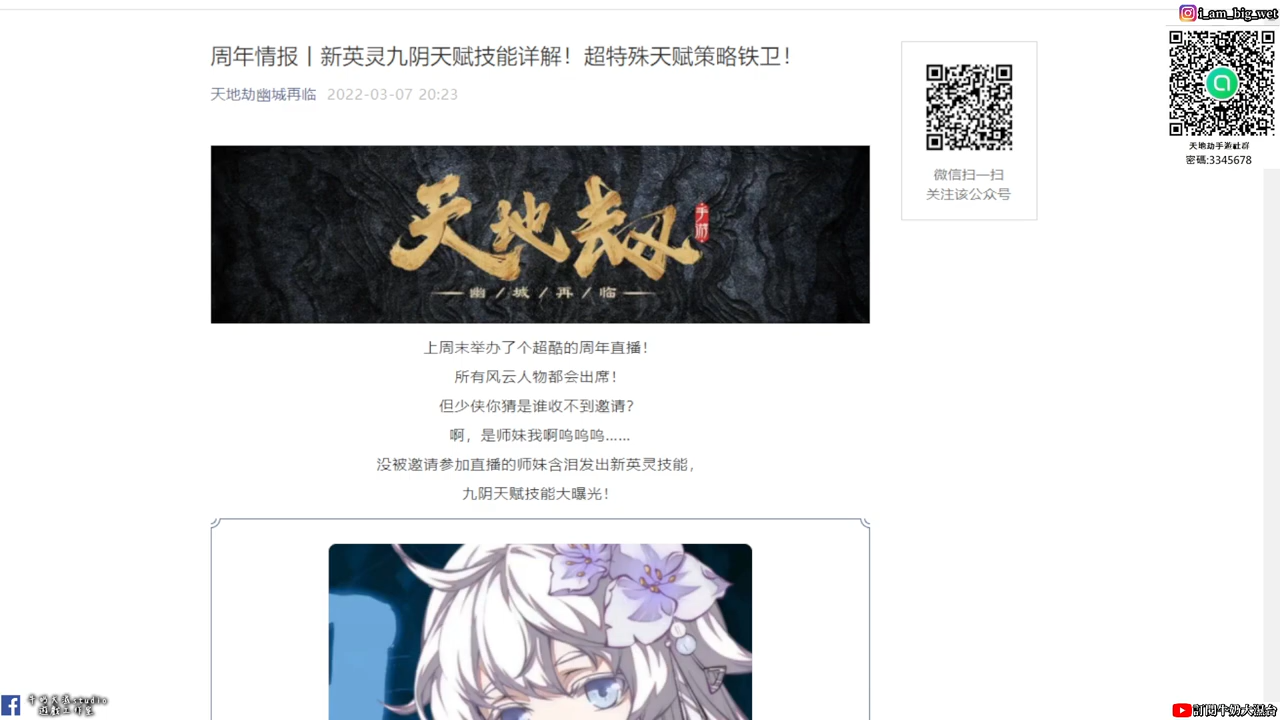 i_am_big_wet
周年情报丨新英灵九阴天赋技能详解！超特殊天赋策略铁卫！
天地劫幽城再临 2022-03-07 20:23
天地劫手游社群
密碼:3345678
微信扫一扫
关注该公众号
天地劫
手游
幽/城/再/临
上周末举办了个超酷的周年直播！
所有风云人物都会出席！
但少侠你猜是谁收不到邀请？
啊，是师妹我啊呜呜呜……
没被邀请参加直播的师妹含泪发出新英灵技能，
九阴天赋技能大曝光！
遊戲工作室
訂閱牛奶大濕台